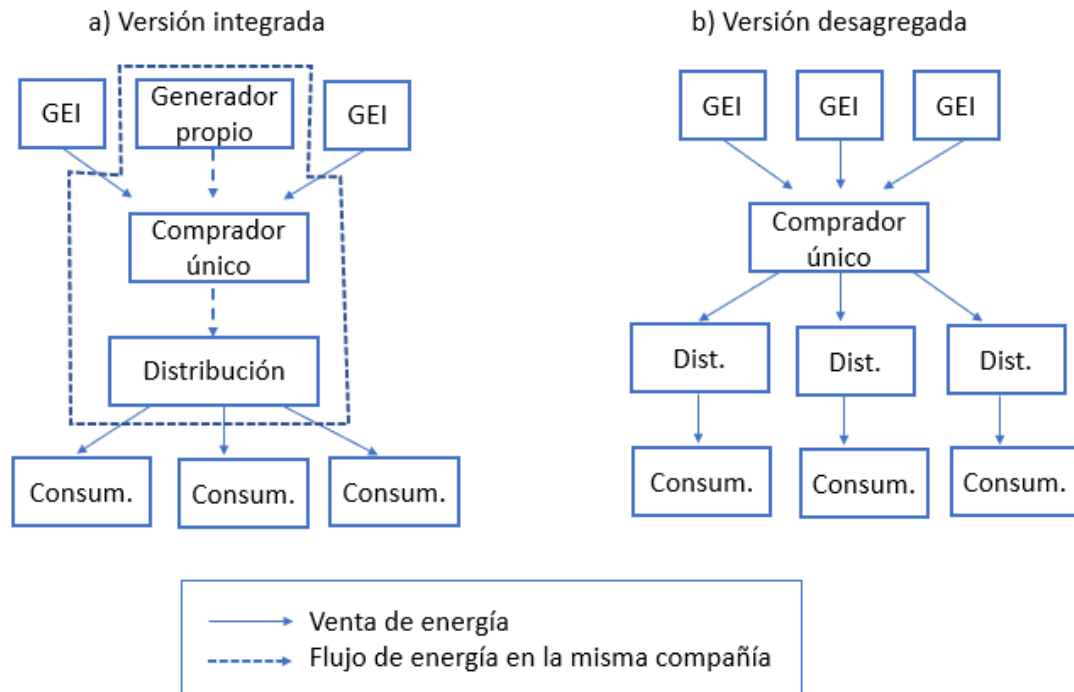 a) Versión integrada
b) Versión desagregada
GEI
Generador
propio
GEI
GEI
GEI
GEI
Comprador
único
Comprador
único
Distribución
Dist.
Dist.
Dist.
Consum.
Consum.
Consum.
Consum.
Consum.
Consum.
Venta de energía
Flujo de energía en la misma compañía